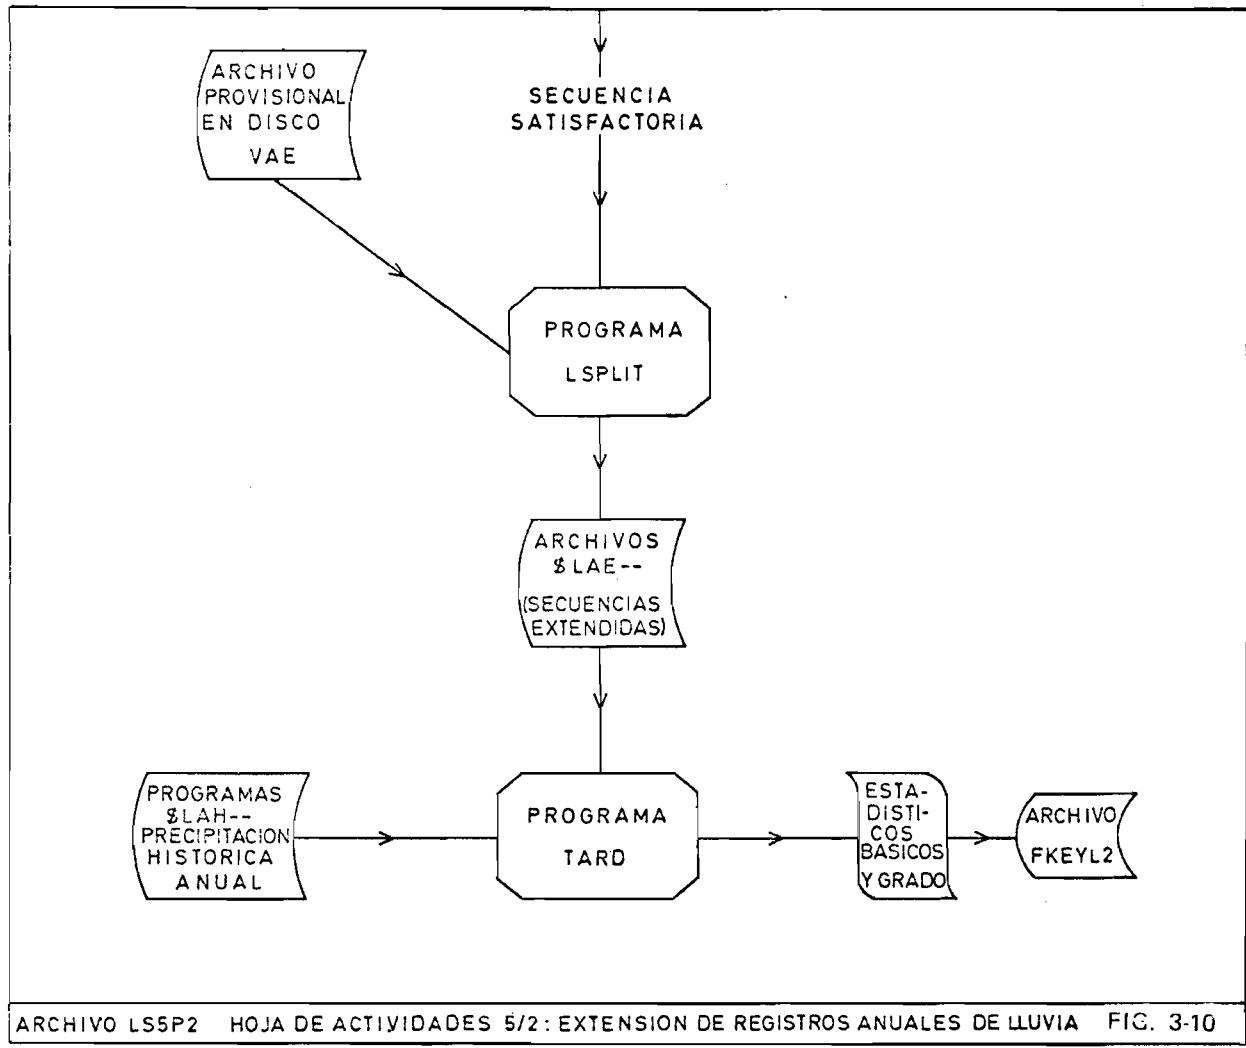 ARCHIVO
PROVISIONAL
EN DISCO
VAE
SECUENCIA
SATISFACTORIA
PROGRAMA
LSPLIT
ARCHIVOS
$LAE--
(SECUENCIAS
EXTENDIDAS)
PROGRAMAS
$LAH--
PRECIPITACION
HISTORICA
ANUAL
PROGRAMA
TARD
ESTA-
DISTI-
COS
BASICOS
Y GRADO
ARCHIVO
FKEYL2
ARCHIVO LS5P2 HOJA DE ACTIVIDADES 5/2: EXTENSION DE REGISTROS ANUALES DE LLUVIA FIG. 3-10